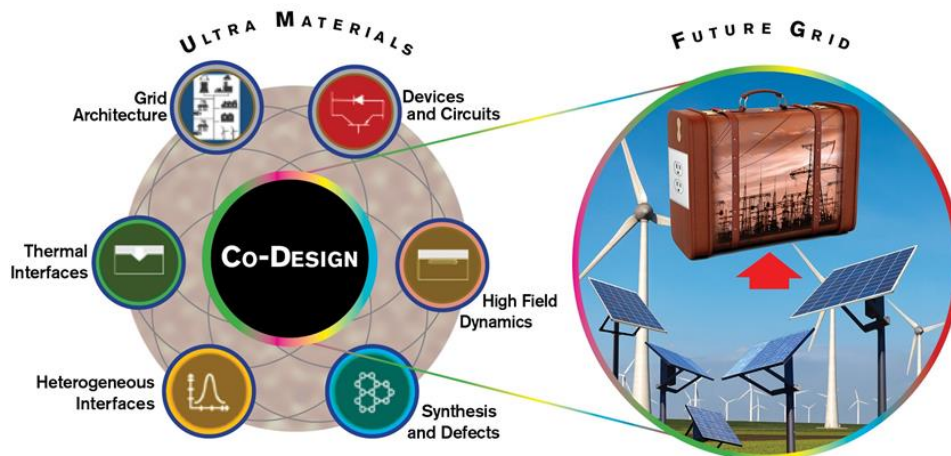 ULTRA MATERIALS
FUTURE GRID
Grid
Architecture
Devices
and Circuits
Thermal
Interfaces
CO-DESIGN
High Field
Dynamics
Heterogeneous
Interfaces
Synthesis
and Defects